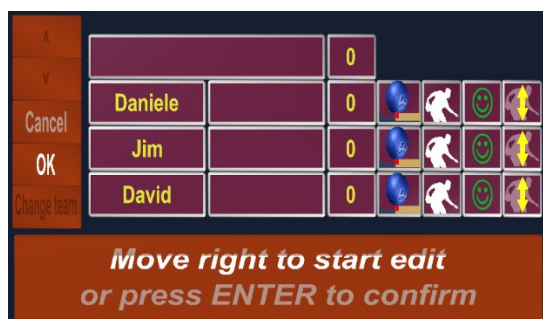 ∧
∨
Cancel
OK
Change team
0
Daniele 0
Jim 0
David 0
Move right to start edit
or press ENTER to confirm